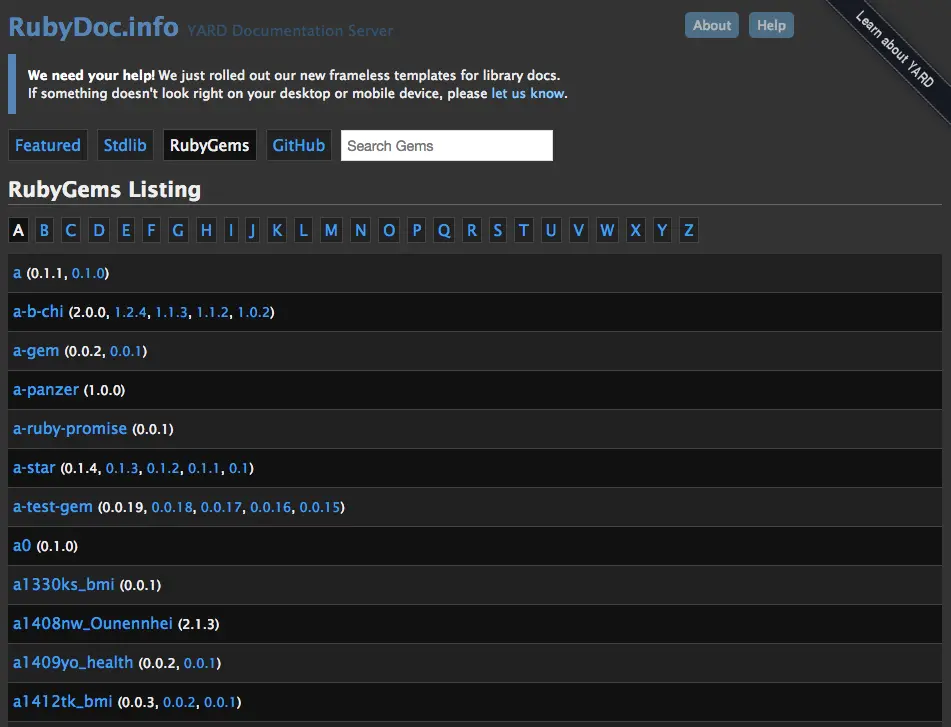 RubyDoc.info YARD Documentation Server
About Help
Learn about YARD
We need your help! We just rolled out our new frameless templates for library docs.
If something doesn't look right on your desktop or mobile device, please let us know.
Featured Stdlib RubyGems GitHub Search Gems
RubyGems Listing
A B C D E F G H I J K L M N O P Q R S T U V W X Y Z
a (0.1.1, 0.1.0)
a-b-chi (2.0.0, 1.2.4, 1.1.3, 1.1.2, 1.0.2)
a-gem (0.0.2, 0.0.1)
a-panzer (1.0.0)
a-ruby-promise (0.0.1)
a-star (0.1.4, 0.1.3, 0.1.2, 0.1.1, 0.1)
a-test-gem (0.0.19, 0.0.18, 0.0.17, 0.0.16, 0.0.15)
a0 (0.1.0)
a1330ks_bmi (0.0.1)
a1408nw_Ounennhei (2.1.3)
a1409yo_health (0.0.2, 0.0.1)
a1412tk_bmi (0.0.3, 0.0.2, 0.0.1)